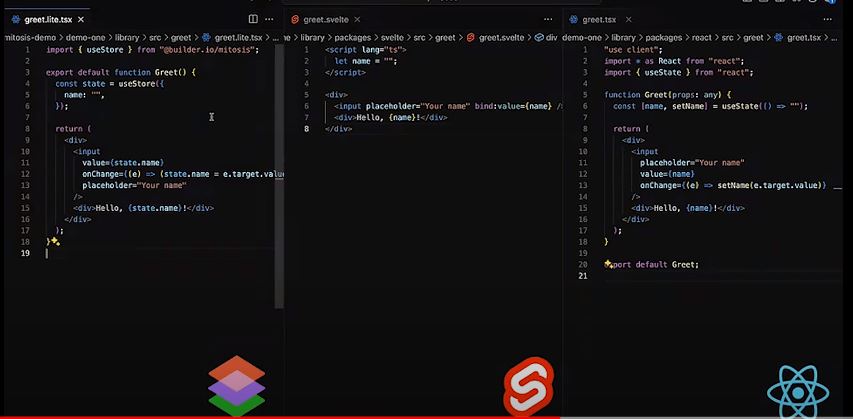 greet.lite.tsx
mitosis-demo > demo-one > library > src > greet > greet.lite.tsx > ...
1 import { useStore } from "@builder.io/mitosis";
2
3 export default function Greet() {
4 const state = useStore({
5 name: "",
6 });
7
8 return (
9 <div>
10 <input
11 value={state.name}
12 onChange={(e) => (state.name = e.target.value
13 placeholder="Your name"
14 />
15 <div>Hello, {state.name}!</div>
16 </div>
17 );
18 }
19
greet.svelte
ne > library > packages > svelte > src > greet > greet.svelte > div
1 <script lang="ts">
2 let name = "";
3 </script>
4
5 <div>
6 <input placeholder="Your name" bind:value={name} />
7 <div>Hello, {name}!</div>
8 </div>
greet.tsx
demo-one > library > packages > react > src > greet > greet.tsx > ...
1 "use client";
2 import * as React from "react";
3 import { useState } from "react";
4
5 function Greet(props: any) {
6 const [name, setName] = useState(() => "");
7
8 return (
9 <div>
10 <input
11 placeholder="Your name"
12 value={name}
13 onChange={(e) => setName(e.target.value)}
14 />
15 <div>Hello, {name}!</div>
16 </div>
17 );
18 }
19
20 export default Greet;
21